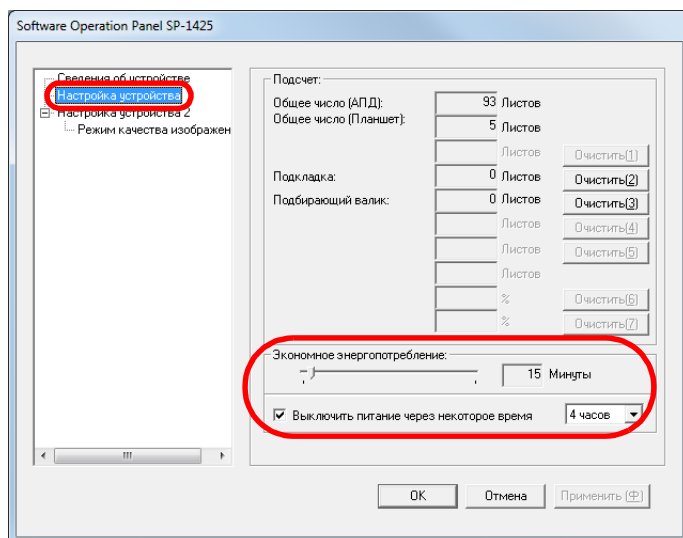 Software Operation Panel SP-1425
Сведения об устройстве
Настройка устройства
Настройка устройства 2
Режим качества изображен
Подсчет:
Общее число (АПД): 93 Листов
Общее число (Планшет): 5 Листов
Листов Очистить(1)
Подкладка: 0 Листов Очистить(2)
Подбирающий валик: 0 Листов Очистить(3)
Листов Очистить(4)
Листов Очистить(5)
Листов
% Очистить(6)
% Очистить(7)
Экономное энергопотребление:
15 Минуты
Выключить питание через некоторое время 4 часов
OK Отмена Применить (Ф)